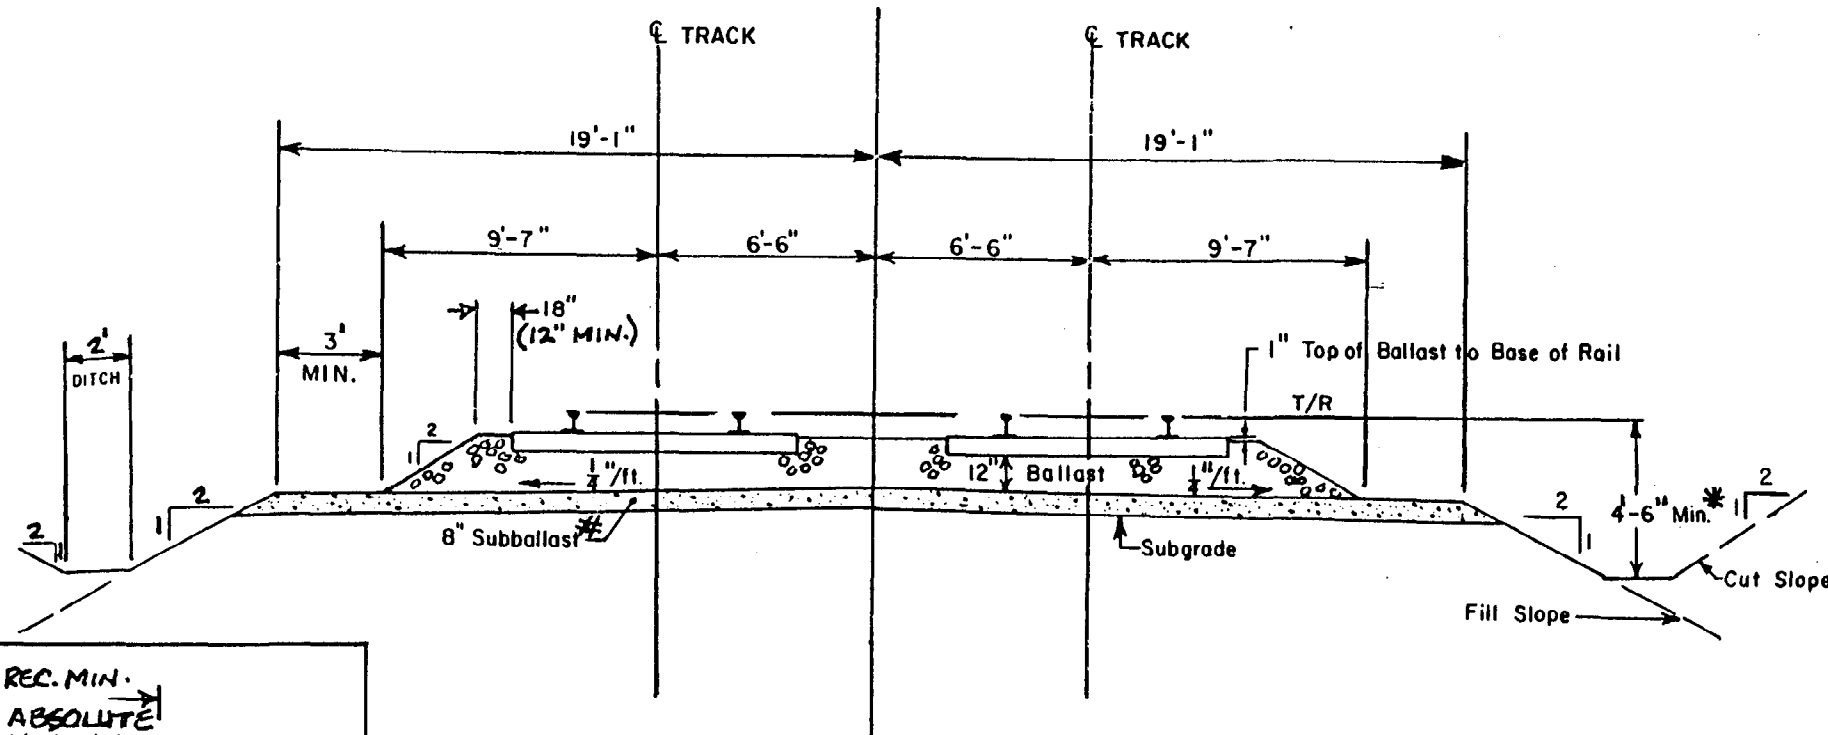 ℄ TRACK
℄ TRACK
19'-1"
19'-1"
9'-7"
6'-6"
6'-6"
9'-7"
18"
(12" MIN.)
2'
DITCH
3'
MIN.
1" Top of Ballast to Base of Rail
T/R
2
1
1/4"/ft.
12" Ballast
1/4"/ft.
2
1
2
1
8" Subballast
Subgrade
2
1
4'-6" Min.*
2
1
Cut Slope
Fill Slope
REC. MIN.
ABSOLUTE